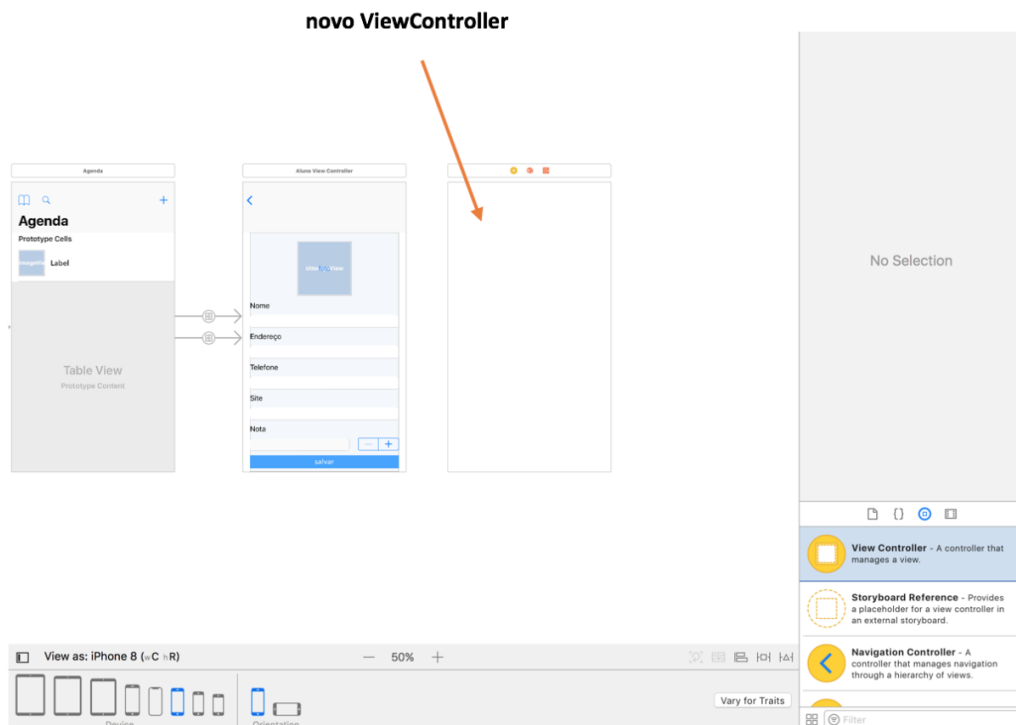 novo ViewController
Agenda
Aluno View Controller
Agenda
Prototype Cells
Label
Table View
Prototype Content
Nome
Endereço
Telefone
Site
Nota
salvar
No Selection
View Controller - A controller that
manages a view.
Storyboard Reference - Provides
a placeholder for a view controller in
an external storyboard.
Navigation Controller - A
controller that manages navigation
through a hierarchy of views.
View as: iPhone 8 (wC hR)
50%
Vary for Traits
Device
Orientation
Filter